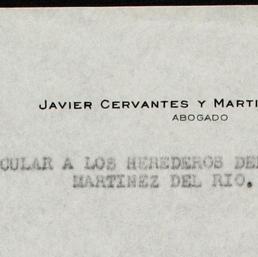 JAVIER CERVANTES Y MARTI
ABOGADO
CULAR A LOS HEREDEROS DE
MARTINEZ DEL RIO.